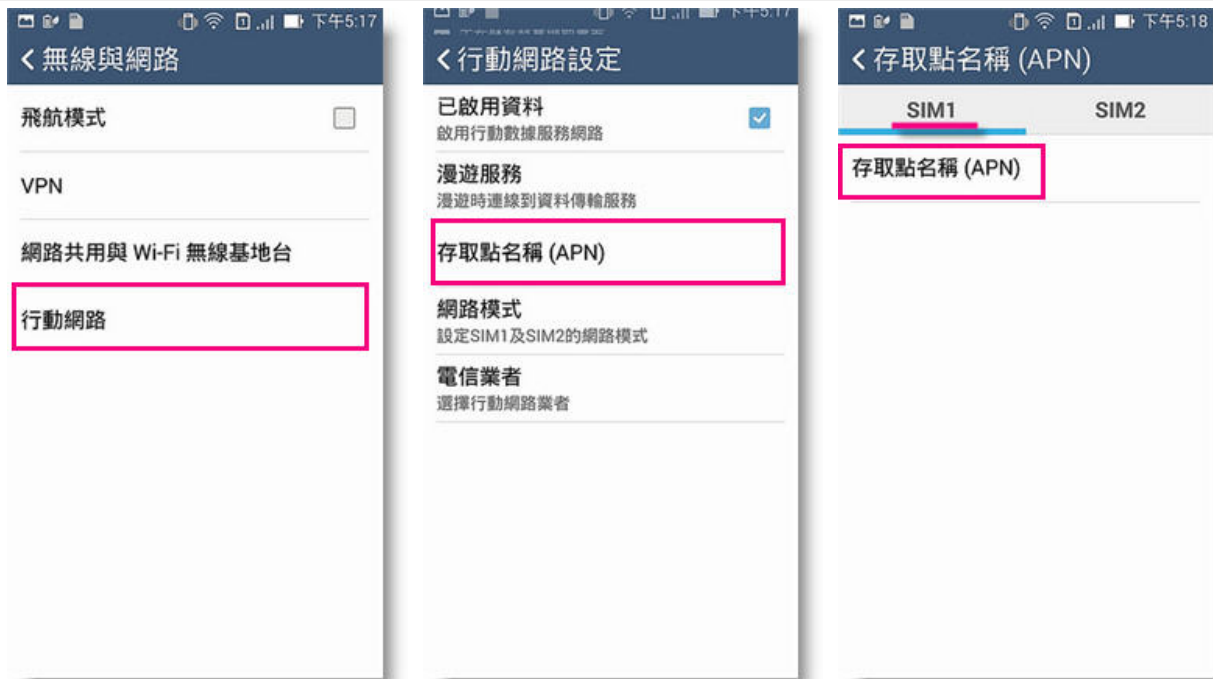 下午5:17
無線與網路
飛航模式
VPN
網路共用與 Wi-Fi 無線基地台
行動網路
下午5:17
行動網路設定
已啟用資料
啟用行動數據服務網路
漫遊服務
漫遊時連線到資料傳輸服務
存取點名稱 (APN)
網路模式
設定SIM1及SIM2的網路模式
電信業者
選擇行動網路業者
1 下午5:18
存取點名稱 (APN)
SIM1 SIM2
存取點名稱 (APN)